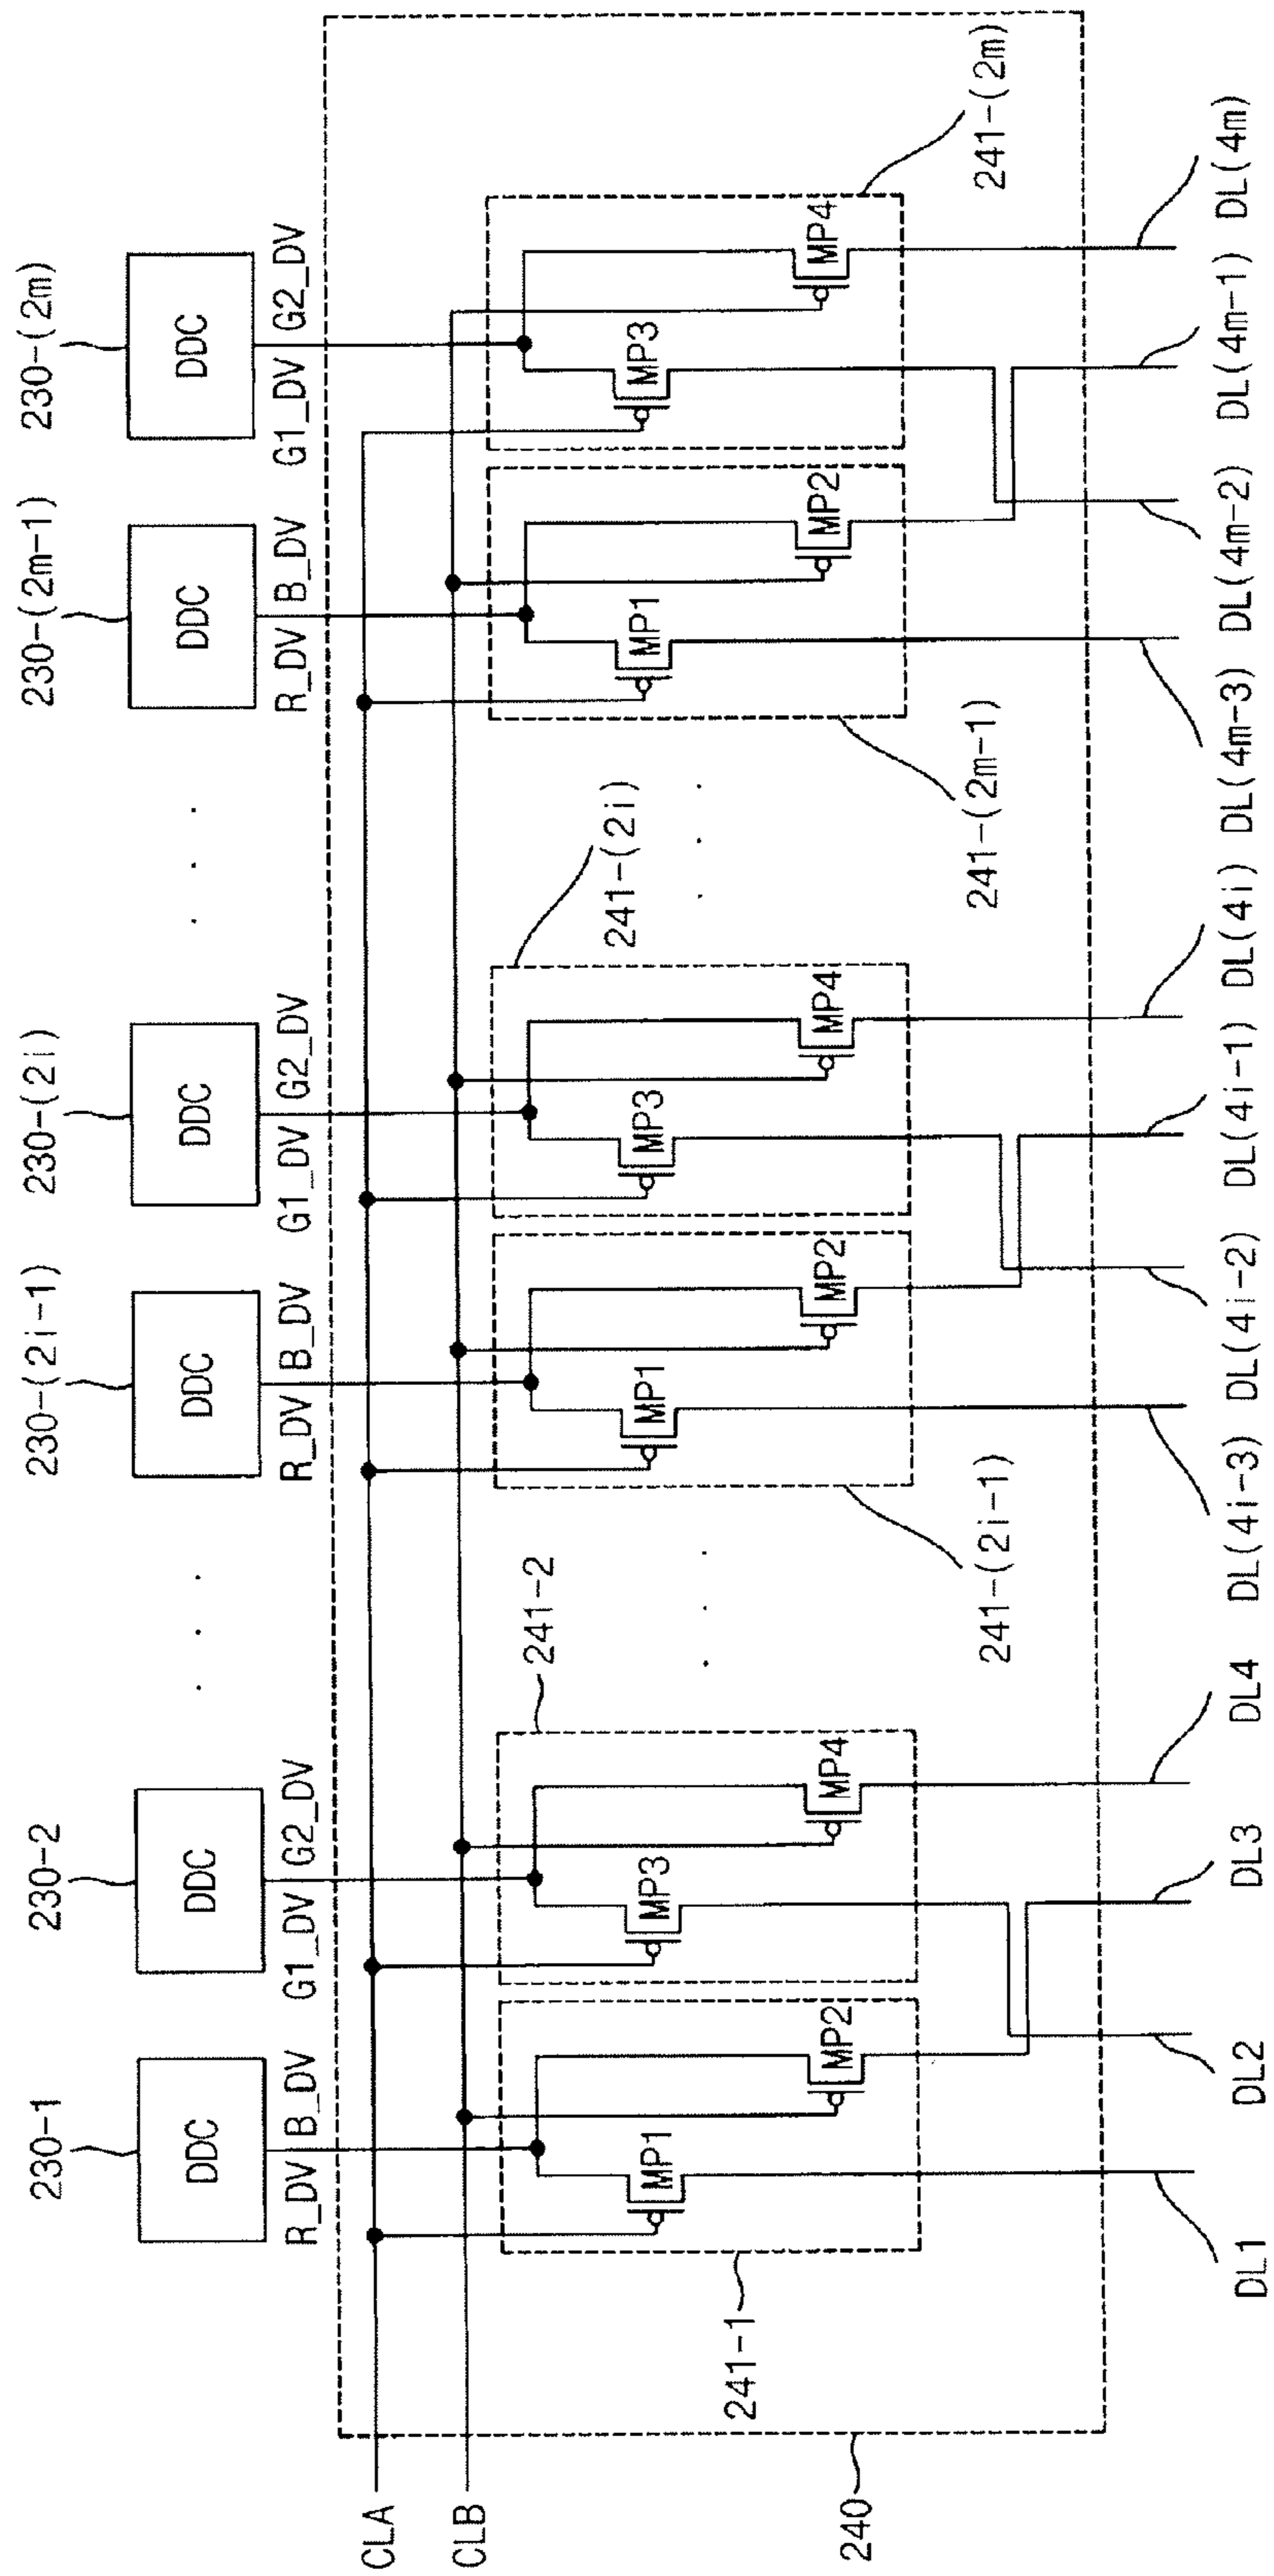 230-1
230-2
230-(2i-1)
230-(2i)
230-(2m-1)
230-(2m)
DDC
DDC
DDC
DDC
DDC
DDC
R_DV
B_DV
G1_DV
G2_DV
R_DV
B_DV
G1_DV
G2_DV
R_DV
B_DV
G1_DV
G2_DV
CLA
CLB
241-2
241-(2i)
MP1
MP3
MP1
MP3
MP1
MP3
MP2
MP4
MP2
MP4
MP2
MP4
241-1
241-(2i-1)
241-(2m-1)
241-(2m)
240
DL1
DL2
DL3
DL4
DL(4i-3)
DL(4i-2)
DL(4i-1)
DL(4i)
DL(4m-3)
DL(4m-2)
DL(4m-1)
DL(4m)